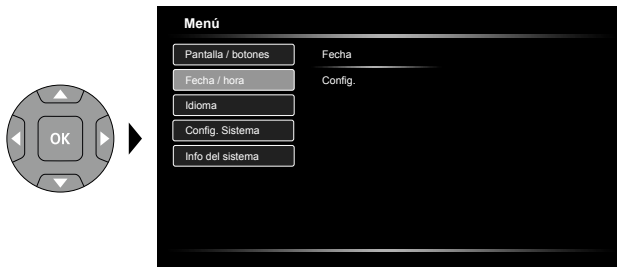 Menú
Pantalla / botones
Fecha
Fecha / hora
Config.
Idioma
Config. Sistema
Info del sistema
OK